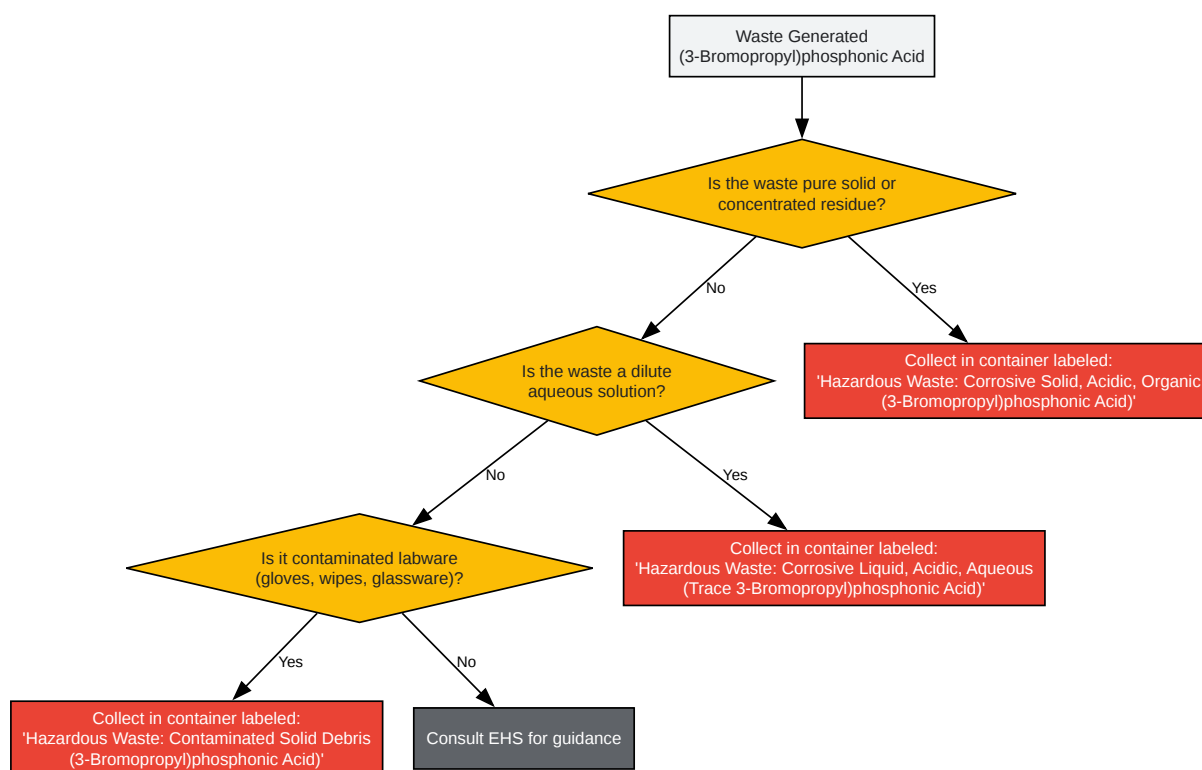 Waste Generated
(3-Bromopropyl)phosphonic Acid
Is the waste pure solid or
concentrated residue?
No
Yes
Is the waste a dilute
aqueous solution?
Collect in container labeled:
'Hazardous Waste: Corrosive Solid, Acidic, Organic
(3-Bromopropyl)phosphonic Acid)'
No
Yes
Is it contaminated labware
(gloves, wipes, glassware)?
Collect in container labeled:
'Hazardous Waste: Corrosive Liquid, Acidic, Aqueous
(Trace 3-Bromopropyl)phosphonic Acid)'
Yes
No
Collect in container labeled:
'Hazardous Waste: Contaminated Solid Debris
(3-Bromopropyl)phosphonic Acid)'
Consult EHS for guidance